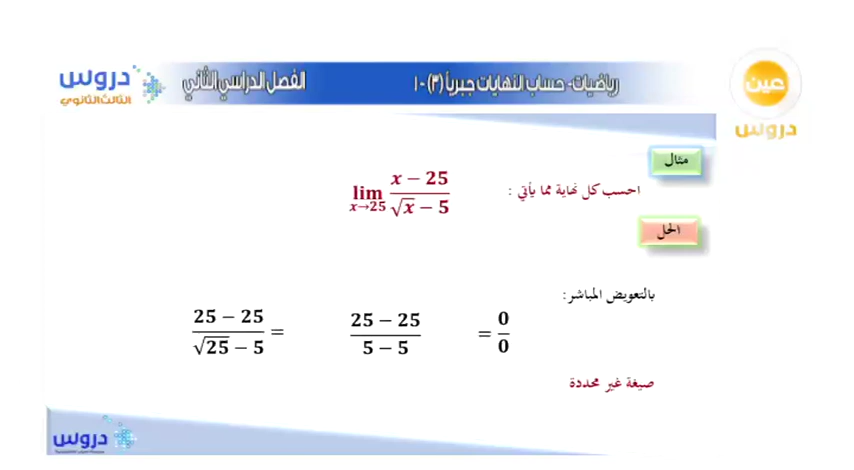 عين
دروس
رياضيات - حساب النهايات جبرياً (٣) - ١٠
الفصل الدراسي الثاني
دروس
الثالث الثانوي
مثال
احسب كل نهاية مما يأتي :
lim x→25 (x − 25)/(√x − 5)
الحل
بالتعويض المباشر:
(25 − 25)/(√25 − 5) = (25 − 25)/(5 − 5) = 0/0
صيغة غير محددة
دروس